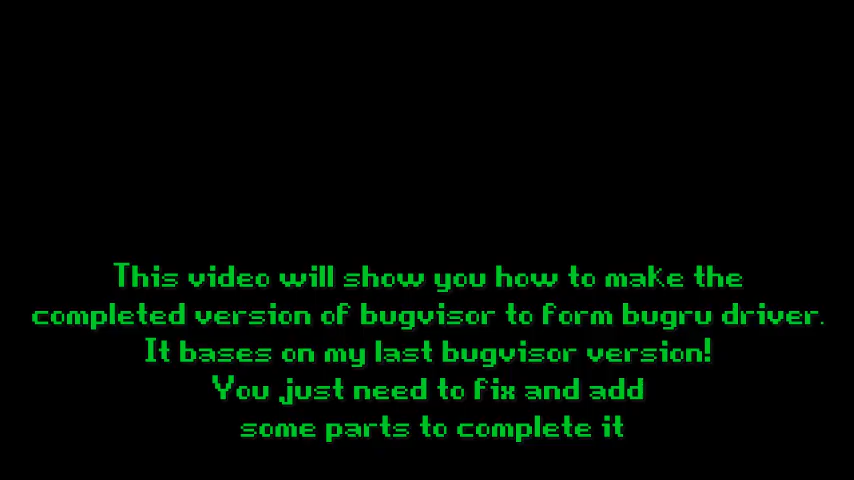 This video will show you how to make the
completed version of bugvisor to form bugru driver.
It bases on my last bugvisor version!
You just need to fix and add
some parts to complete it